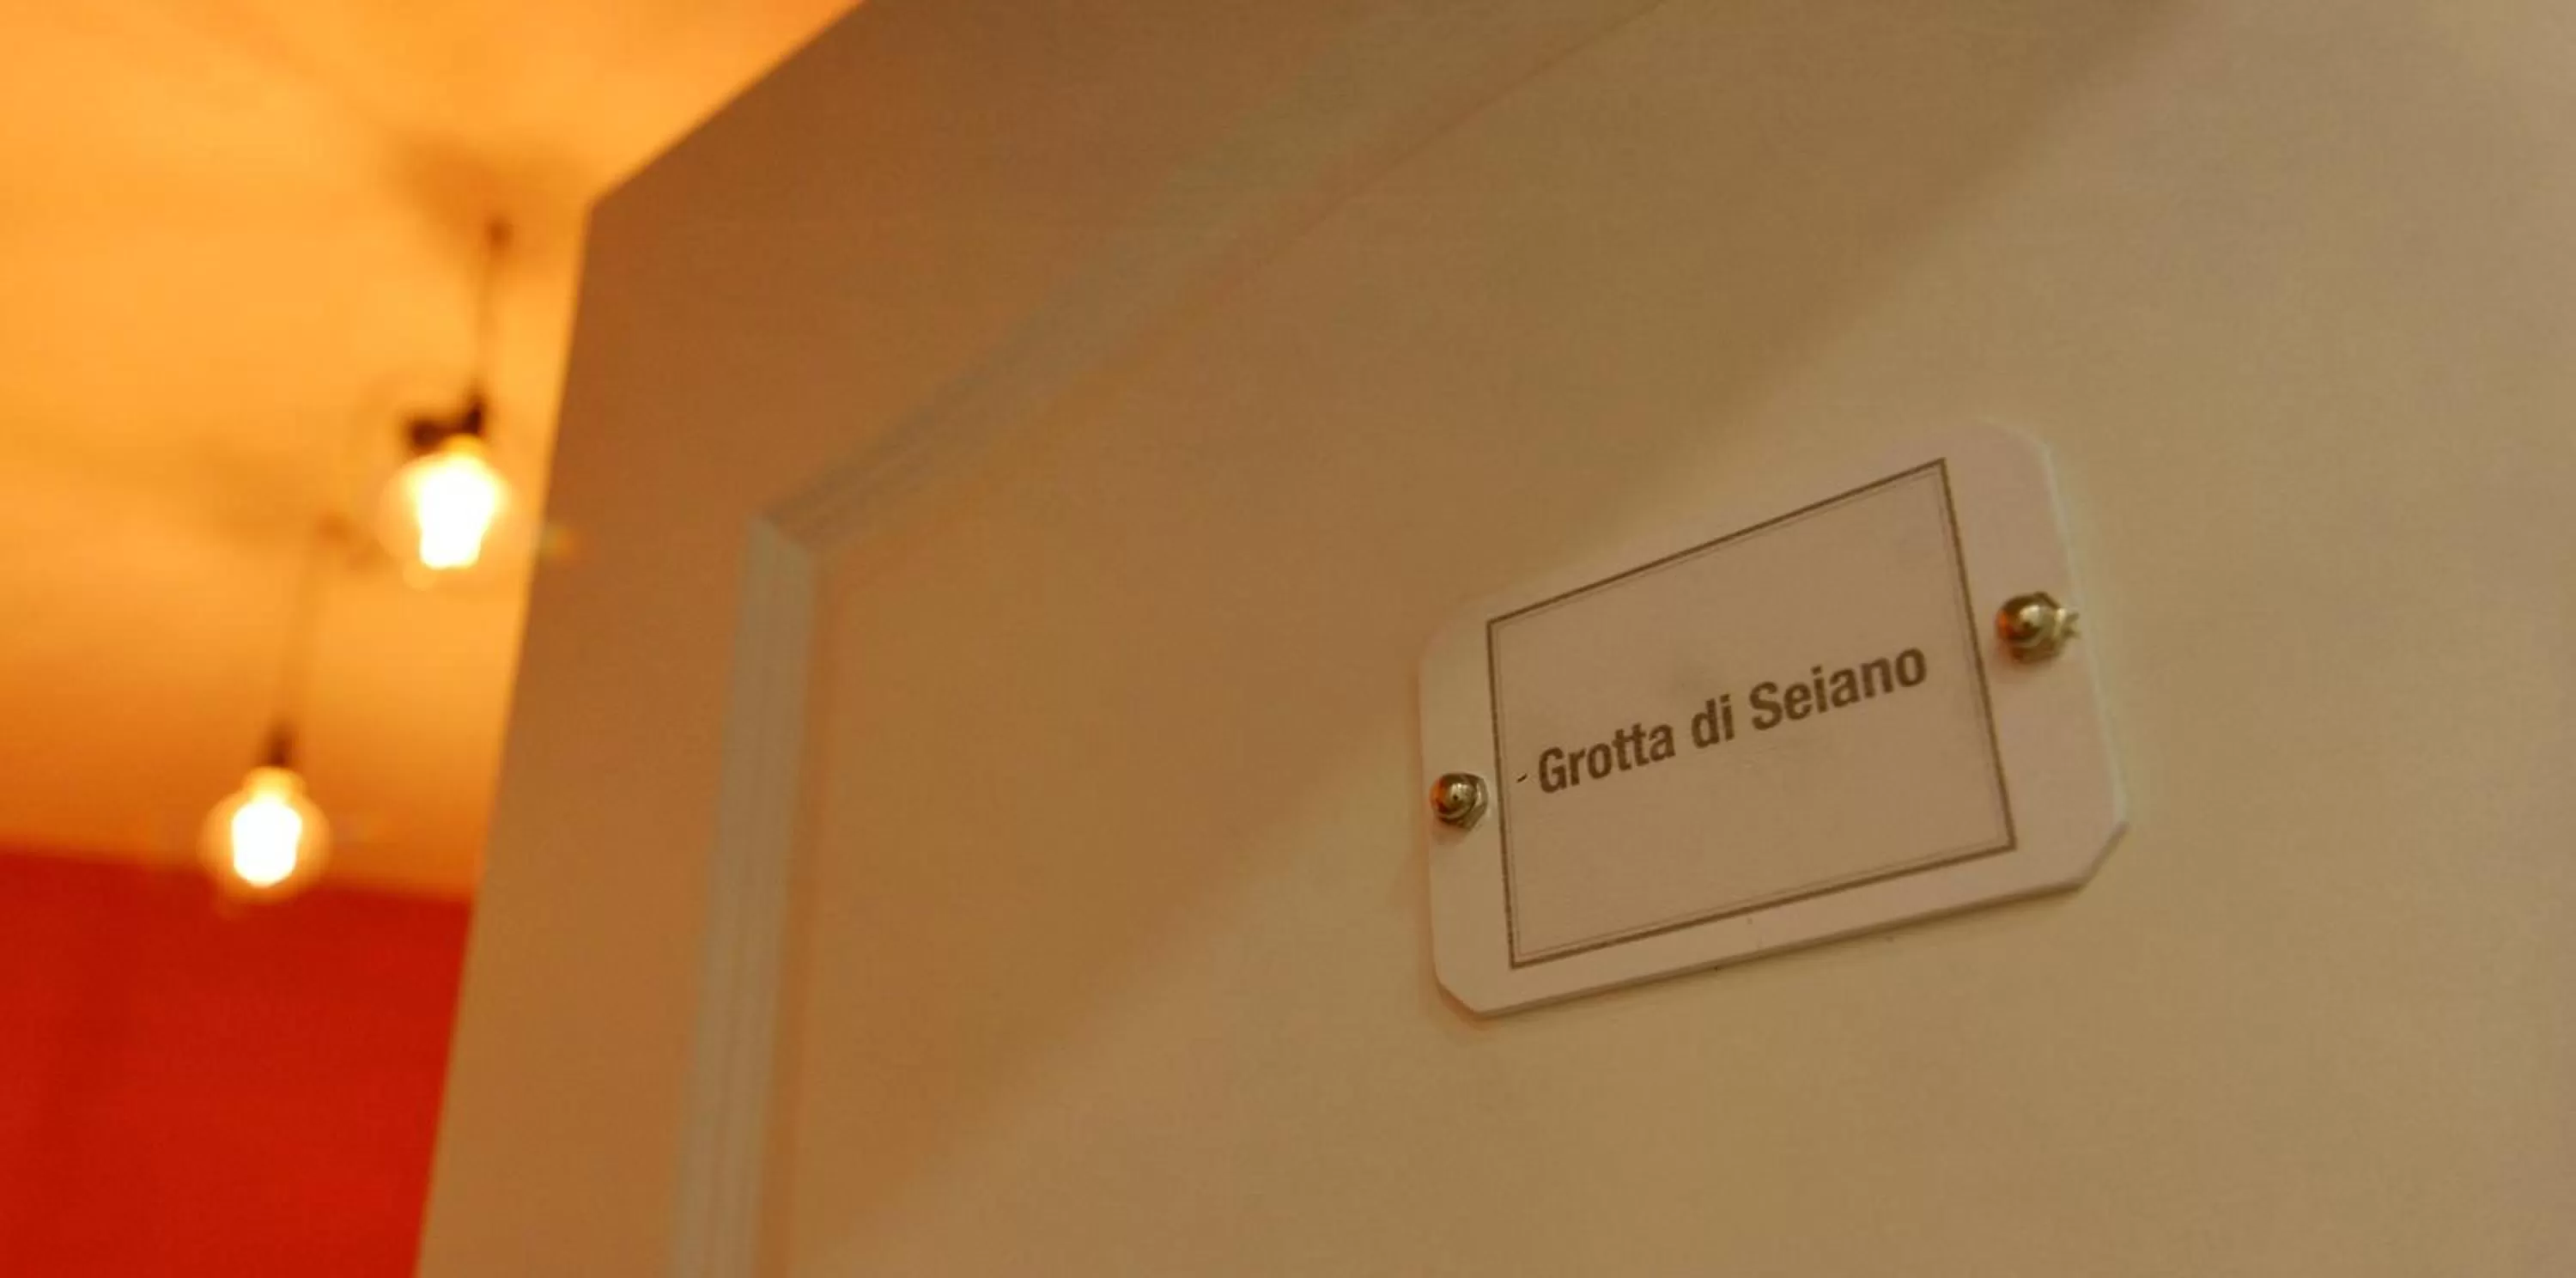 Grotta di Seiano